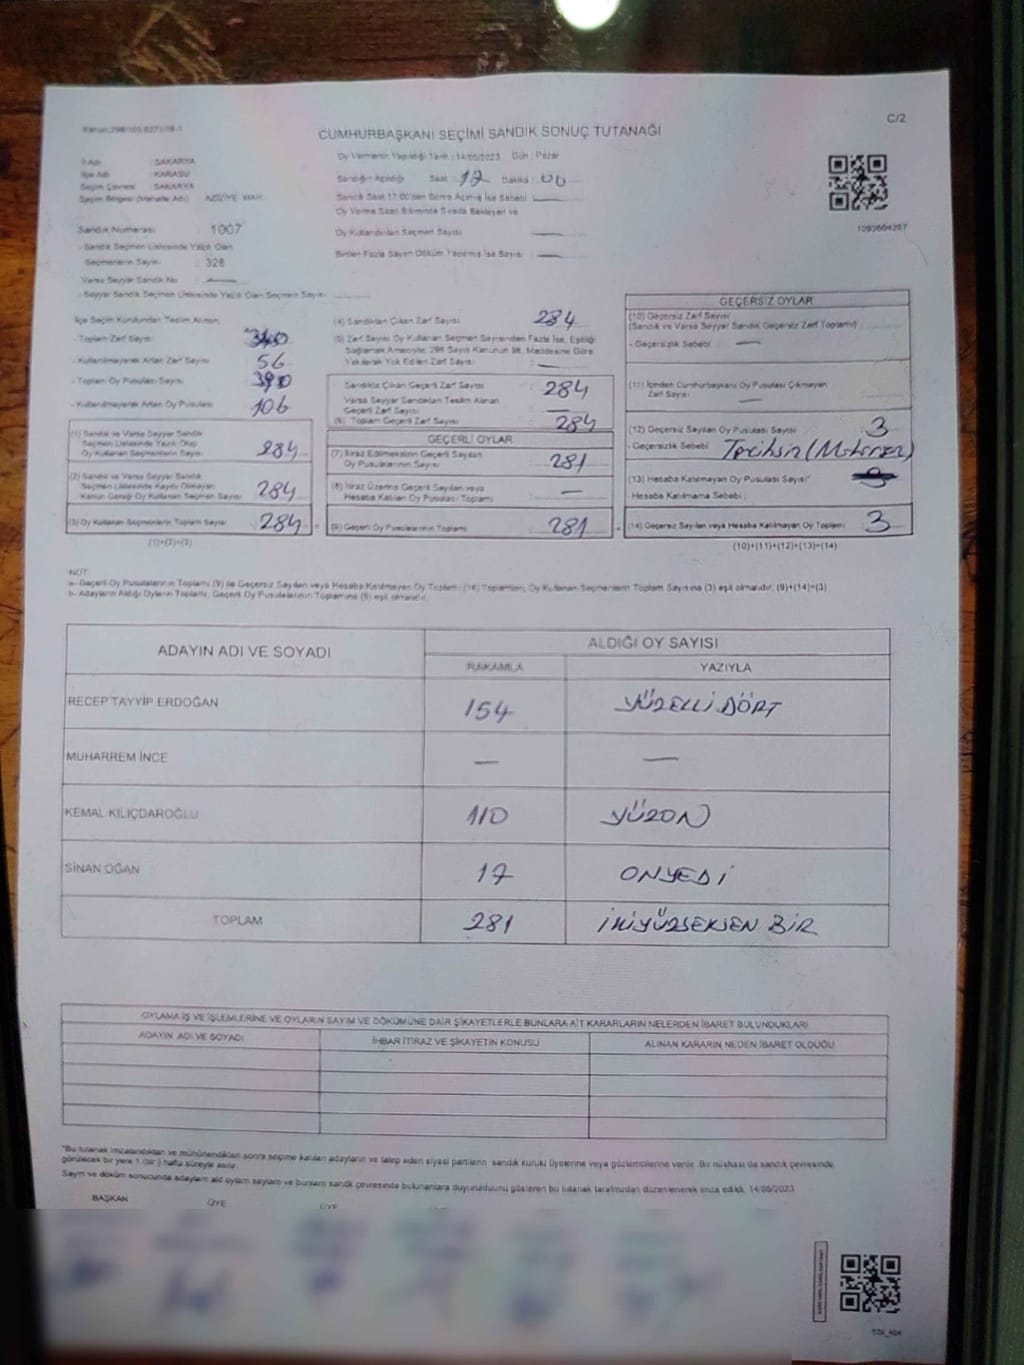 Kanun:298/105 6271/18-1
C/2
CUMHURBAŞKANI SEÇİMİ SANDIK SONUÇ TUTANAĞI
İl Adı : SAKARYA
İlçe Adı : KARASU
Seçim Çevresi : SAKARYA
Seçim Bölgesi (Mahalle Adı) : AZİZİYE MAH.
Sandık Numarası : 1007
- Sandık Seçmen Listesinde Yazılı Olan
Seçmenlerin Sayısı : 328
Varsa Seyyar Sandık No
- Seyyar Sandık Seçmen Listesinde Yazılı Olan Seçmen Sayısı
Oy Vermenin Yapıldığı Tarih : 14/05/2023 Gün : Pazar
Sandığın Açıldığı Saat : 17 Dakika : 00
Sandık Saat 17:00'den Sonra Açılmış İse Sebebi
Oy Verme Saati Bitiminde Sırada Bekleyen ve
Oy Kullandırılan Seçmen Sayısı
Birden Fazla Sayım Döküm Yapılmış İse Sayısı :
1093604267
İlçe Seçim Kurulundan Teslim Alınan;
- Toplam Zarf Sayısı 340
- Kullanılmayarak Artan Zarf Sayısı 56
- Toplam Oy Pusulası Sayısı 390
- Kullanılmayarak Artan Oy Pusulası 106
(1) Sandık ve Varsa Seyyar Sandık
Seçmen Listesinde Yazılı Olup
Oy Kullanan Seçmenlerin Sayısı 284
(2) Sandık ve Varsa Seyyar Sandık
Seçmen Listesinde Kayıtlı Olmayan
Kanun Gereği Oy Kullanan Seçmen Sayısı 284
(3) Oy Kullanan Seçmenlerin Toplam Sayısı 284
(1)+(2)=(3)
(4) Sandıktan Çıkan Zarf Sayısı 284
(5) Zarf Sayısı Oy Kullanan Seçmen Sayısından Fazla İse, Eşitliği
Sağlamak Amacıyla; 298 Sayılı Kanunun 98. Maddesine Göre
Yakılarak Yok Edilen Zarf Sayısı
Sandıkta Çıkan Geçerli Zarf Sayısı 284
Varsa Seyyar Sandıktan Teslim Alınan
Geçerli Zarf Sayısı
(6) Toplam Geçerli Zarf Sayısı 284
GEÇERLİ OYLAR
(7) İtiraz Edilmeksizin Geçerli Sayılan
Oy Pusulalarının Sayısı 281
(8) İtiraz Üzerine Geçerli Sayılan veya
Hesaba Katılan Oy Pusulası Toplamı
(9) Geçerli Oy Pusulalarının Toplamı 281
GEÇERSİZ OYLAR
(10) Geçersiz Zarf Sayısı
(Sandık ve Varsa Seyyar Sandık Geçersiz Zarf Toplamı)
- Geçersizlik Sebebi
(11) İçinden Cumhurbaşkanı Oy Pusulası Çıkmayan
Zarf Sayısı
(12) Geçersiz Sayılan Oy Pusulası Sayısı 3
- Geçersizlik Sebebi
(13) Hesaba Katılmayan Oy Pusulası Sayısı
- Hesaba Katılmama Sebebi :
(14) Geçersiz Sayılan veya Hesaba Katılmayan Oy Toplamı 3
(10)+(11)+(12)+(13)=(14)
NOT:
a- Geçerli Oy Pusulalarının Toplamı (9) ile Geçersiz Sayılan veya Hesaba Katılmayan Oy Toplamı (14) Toplamları, Oy Kullanan Seçmenlerin Toplam Sayısına (3) eşit olmalıdır. (9)+(14)=(3)
b- Adayların Aldığı Oyların Toplamı, Geçerli Oy Pusulalarının Toplamına (9) eşit olmalıdır.
ADAYIN ADI VE SOYADI
ALDIĞI OY SAYISI
RAKAMLA
YAZIYLA
RECEP TAYYİP ERDOĞAN 154 YÜZELLİ DÖRT
MUHARREM İNCE
KEMAL KILIÇDAROĞLU 110 YÜZON
SİNAN OĞAN 17 ONYEDİ
TOPLAM 281 İKİYÜZSEKSEN BİR
OYLAMA İŞ VE İŞLEMLERİNE VE OYLARIN SAYIM VE DÖKÜMÜNE DAİR ŞİKAYETLERLE BUNLARA AİT KARARLARIN NELERDEN İBARET BULUNDUKLARI
ADAYIN ADI VE SOYADI
İHBAR İTİRAZ VE ŞİKAYETİN KONUSU
ALINAN KARARIN NEDEN İBARET OLDUĞU
*Bu tutanak imzalandıktan ve mühürlendikten sonra seçime katılan adayların ve talep eden siyasi partilerin sandık kurulu üyelerine veya gözlemcilerine verilir. Bir nüshası da sandık çevresinde
görülecek bir yere 1 (bir ) hafta süreyle asılır.
Sayım ve döküm sonucunda adayların ald oyların sayılarını ve bunların sandık çevresinde bulunanlara duyurulduğunu gösteren bu tutanak tarafımızdan düzenlenerek imza edildi. 14/05/2023
BAŞKAN
ÜYE
ÜYE